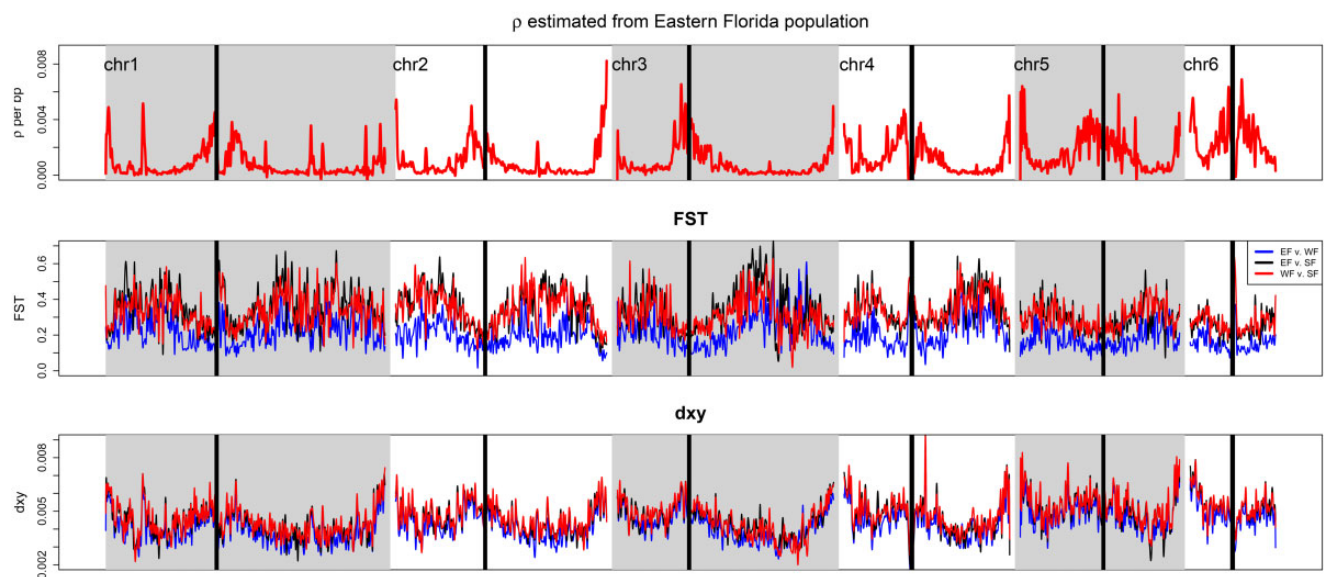 ρ estimated from Eastern Florida population
chr1 chr2 chr3 chr4 chr5 chr6
ρ per bp
0.008
0.004
0.000
FST
EF v. WF
EF v. SF
WF v. SF
FST
0.6
0.4
0.2
0.0
dxy
dxy
0.008
0.005
0.002